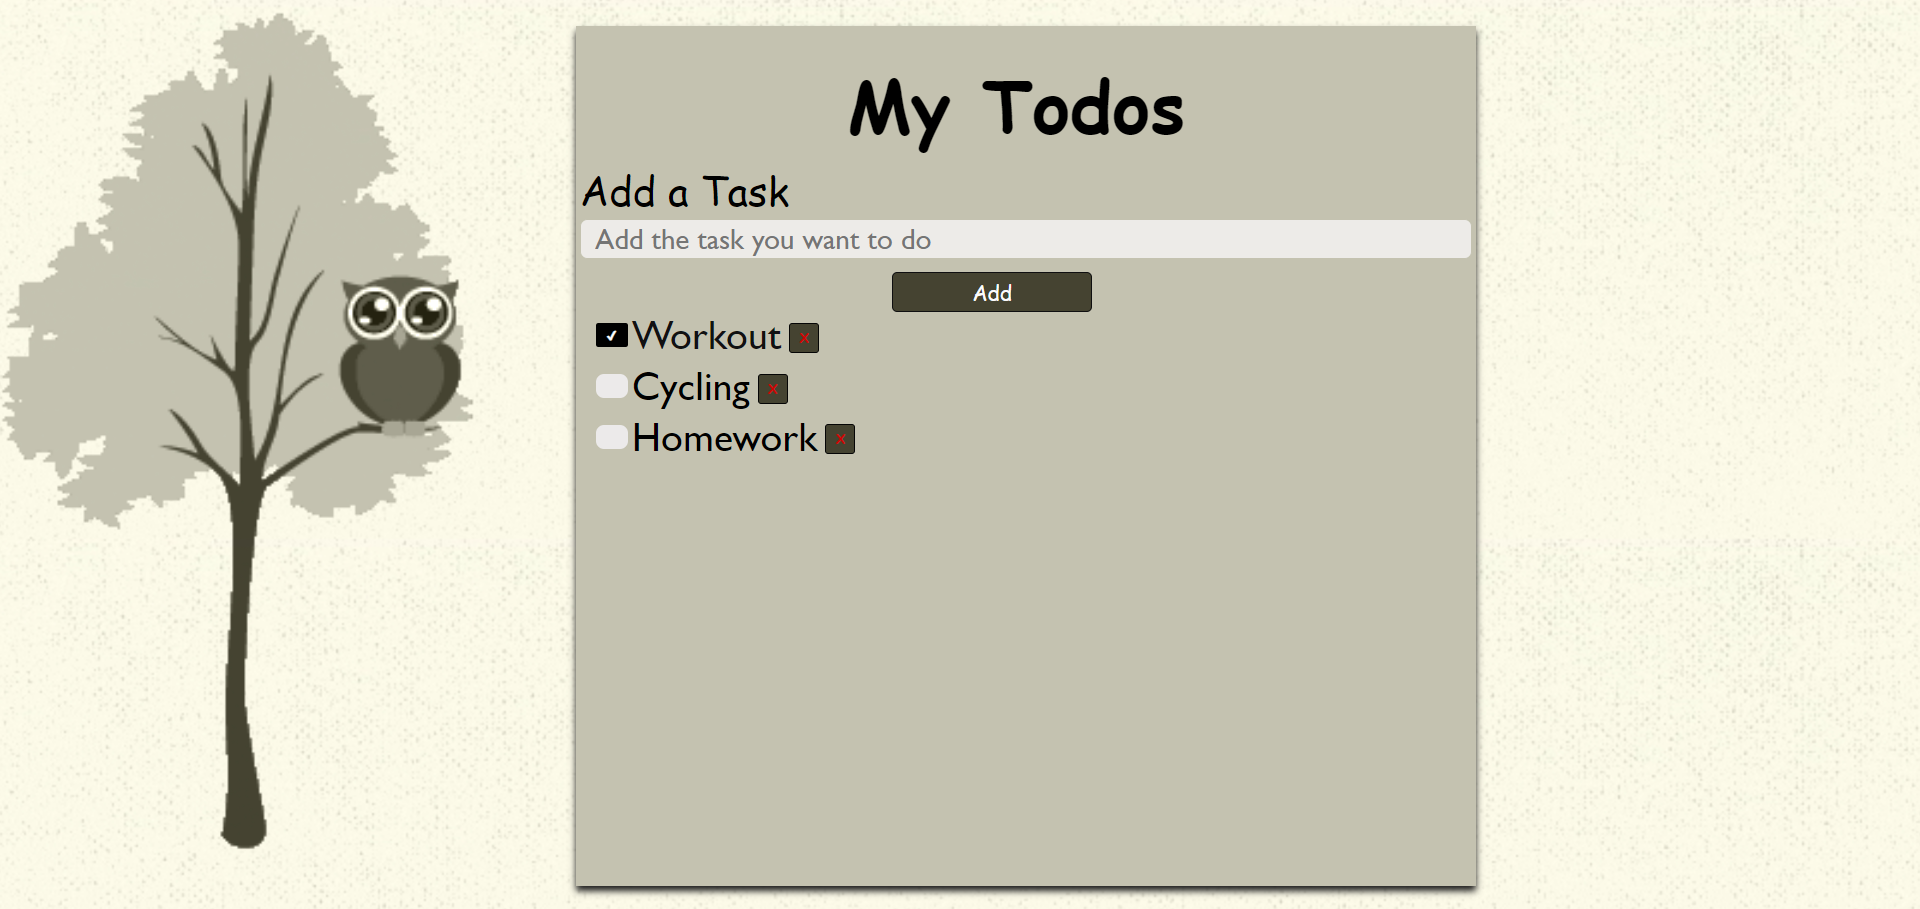 My Todos
Add a Task
Add the task you want to do
Add
✓ Workout x
Cycling x
Homework x